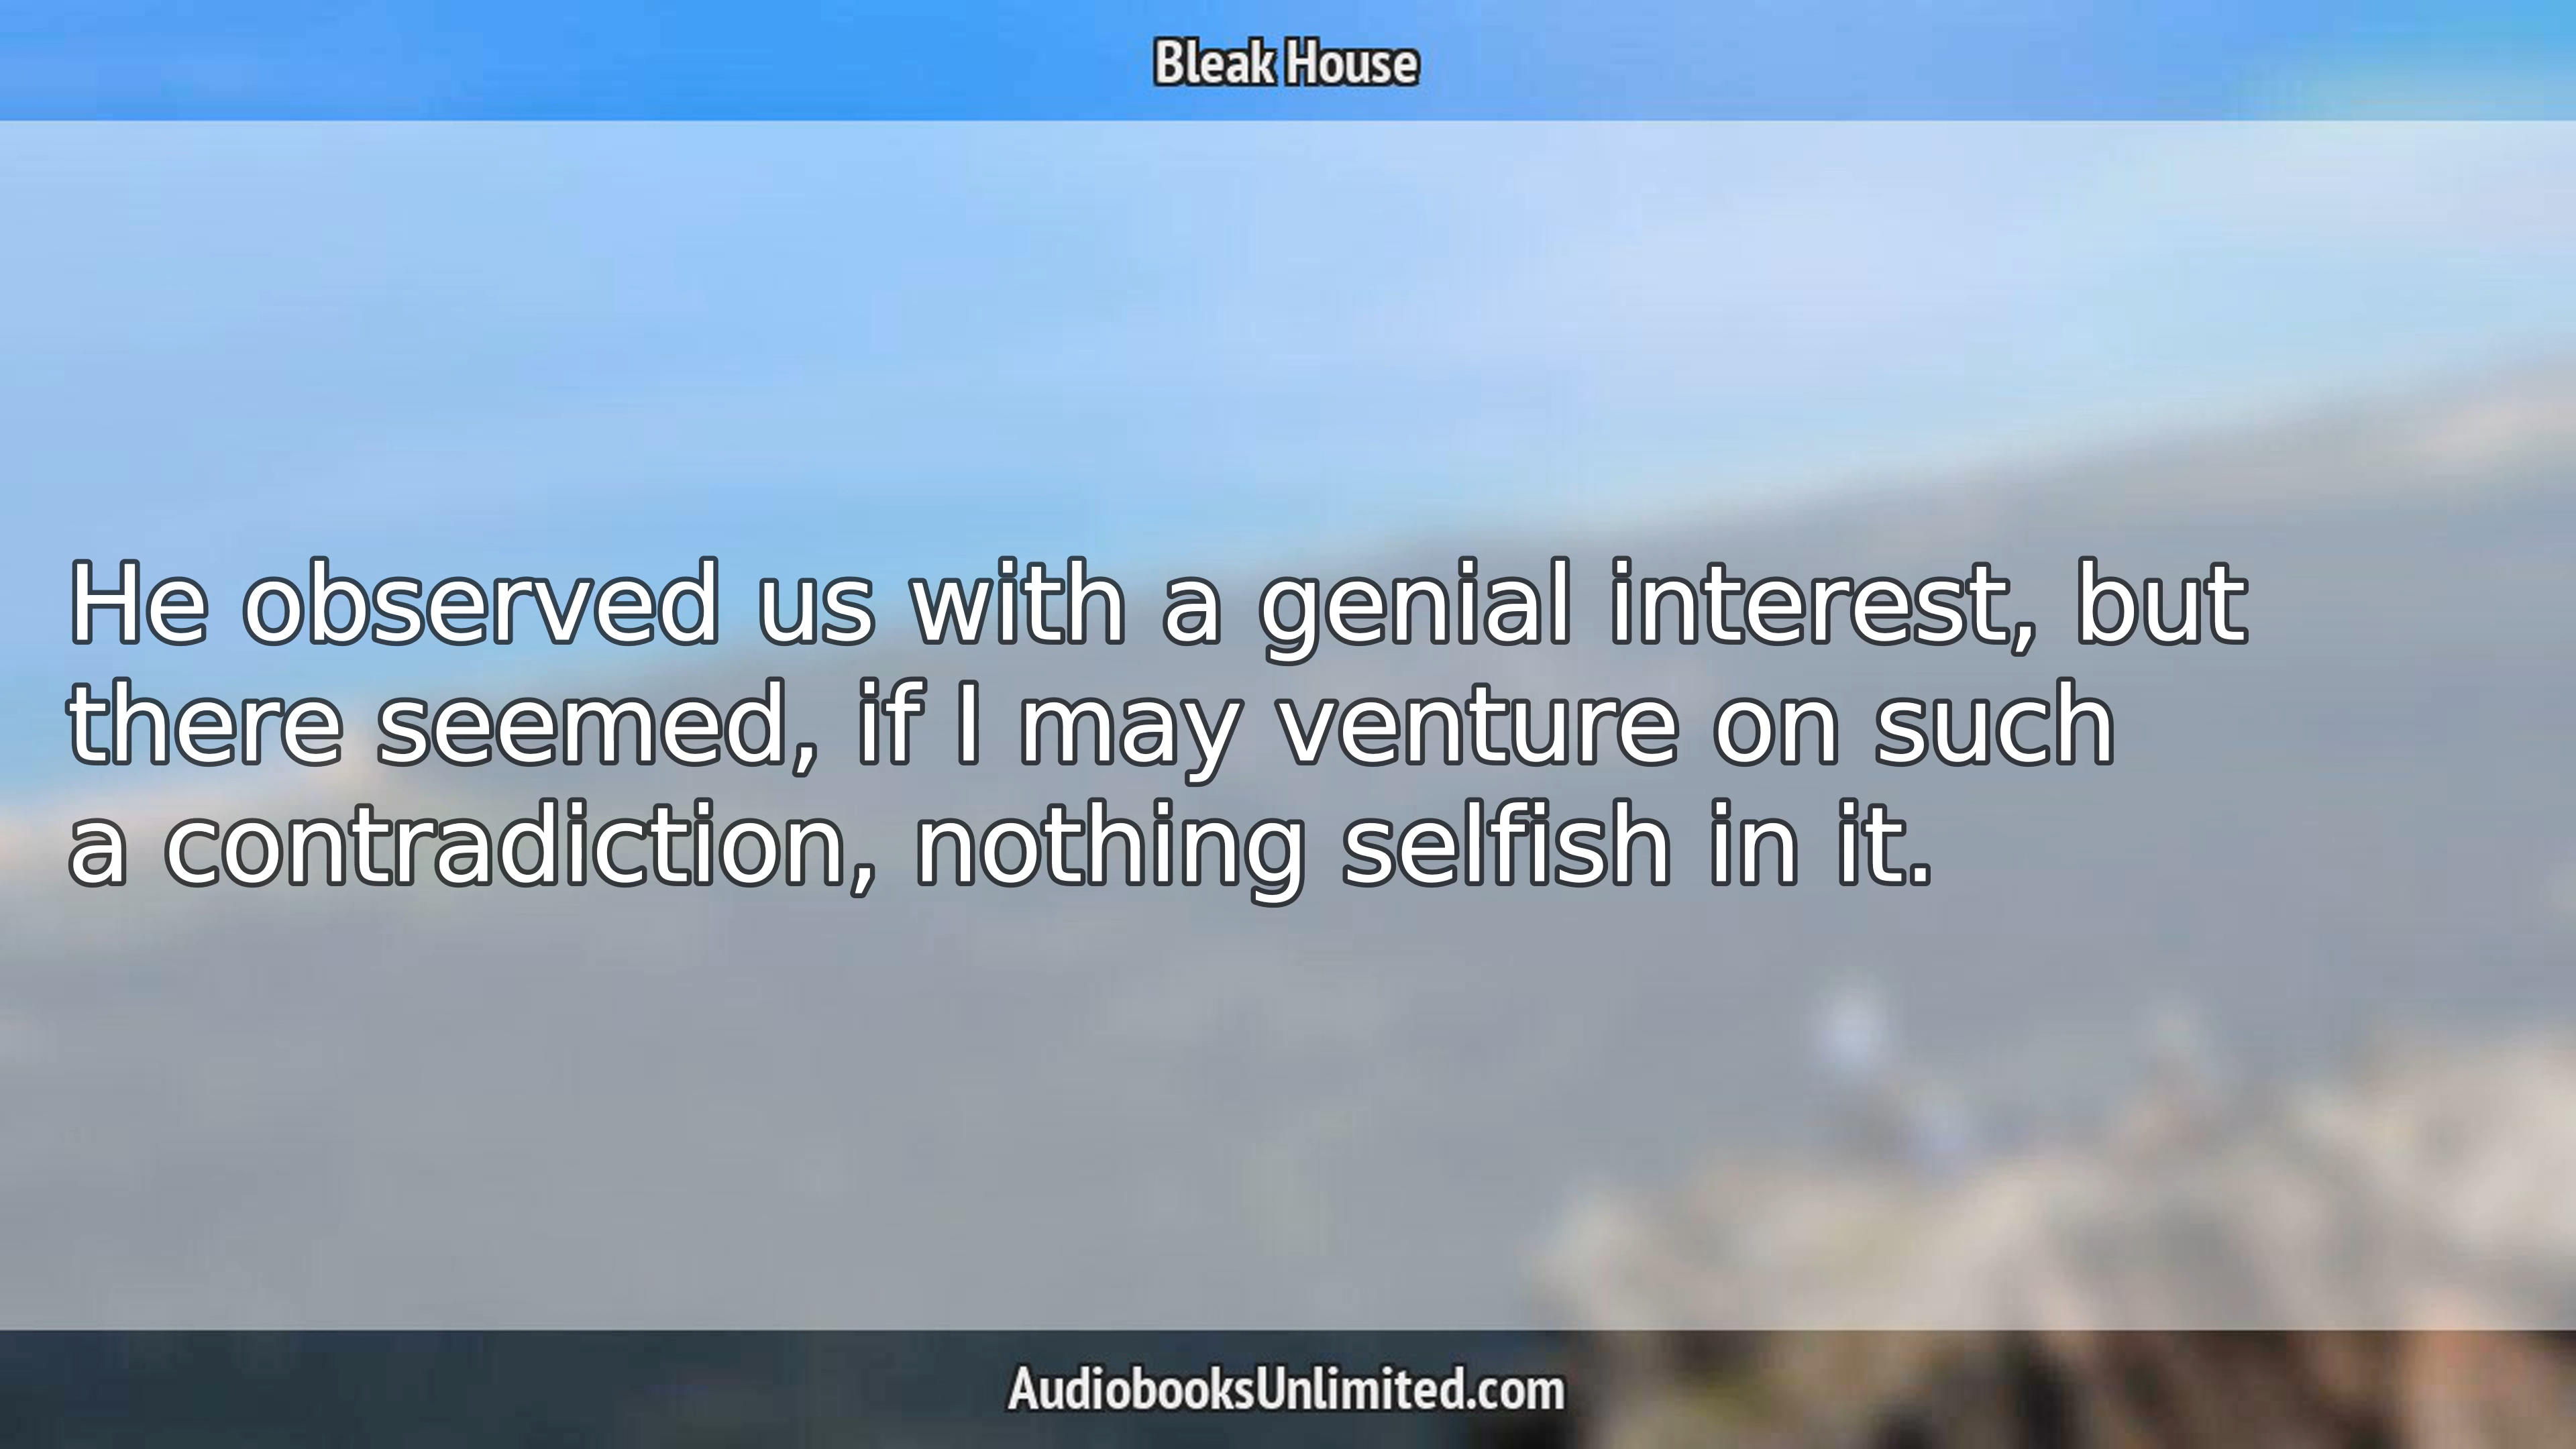 Bleak House
He observed us with a genial interest, but
there seemed, if I may venture on such
a contradiction, nothing selfish in it.
AudiobooksUnlimited.com